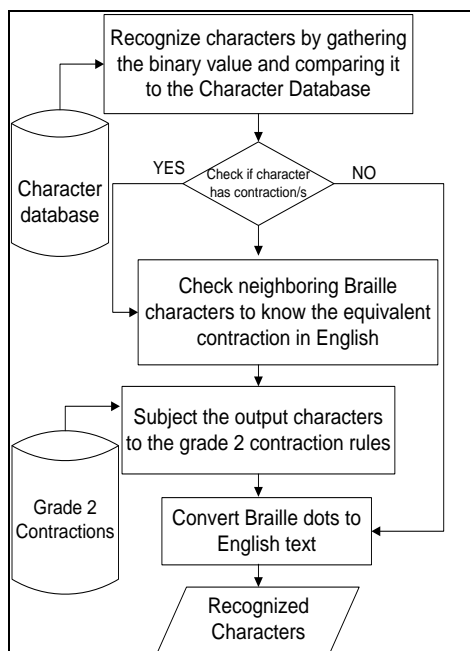 Recognize characters by gathering
the binary value and comparing it
to the Character Database
YES
Check if character
has contraction/s
NO
Character
database
Check neighboring Braille
characters to know the equivalent
contraction in English
Subject the output characters
to the grade 2 contraction rules
Grade 2
Contractions
Convert Braille dots to
English text
Recognized
Characters